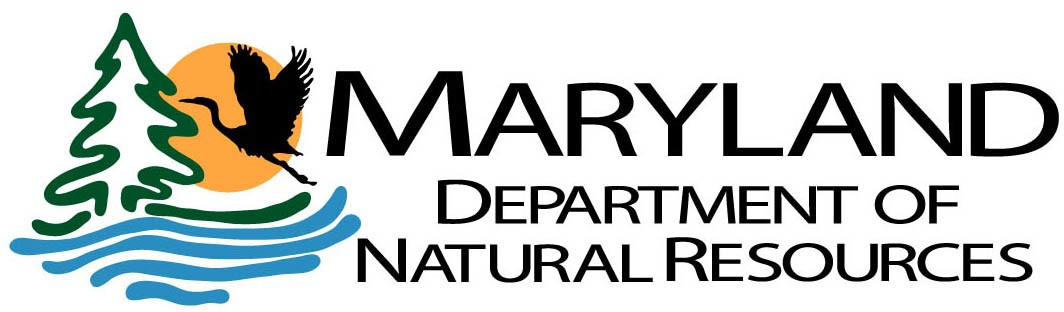 MARYLAND
DEPARTMENT OF
NATURAL RESOURCES